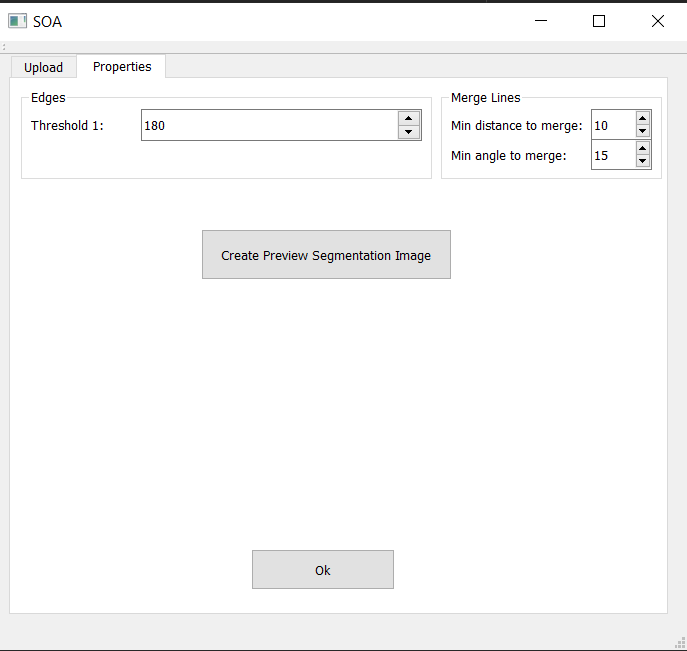 SOA
Upload Properties
Edges
Threshold 1: 180
Merge Lines
Min distance to merge: 10
Min angle to merge: 15
Create Preview Segmentation Image
Ok